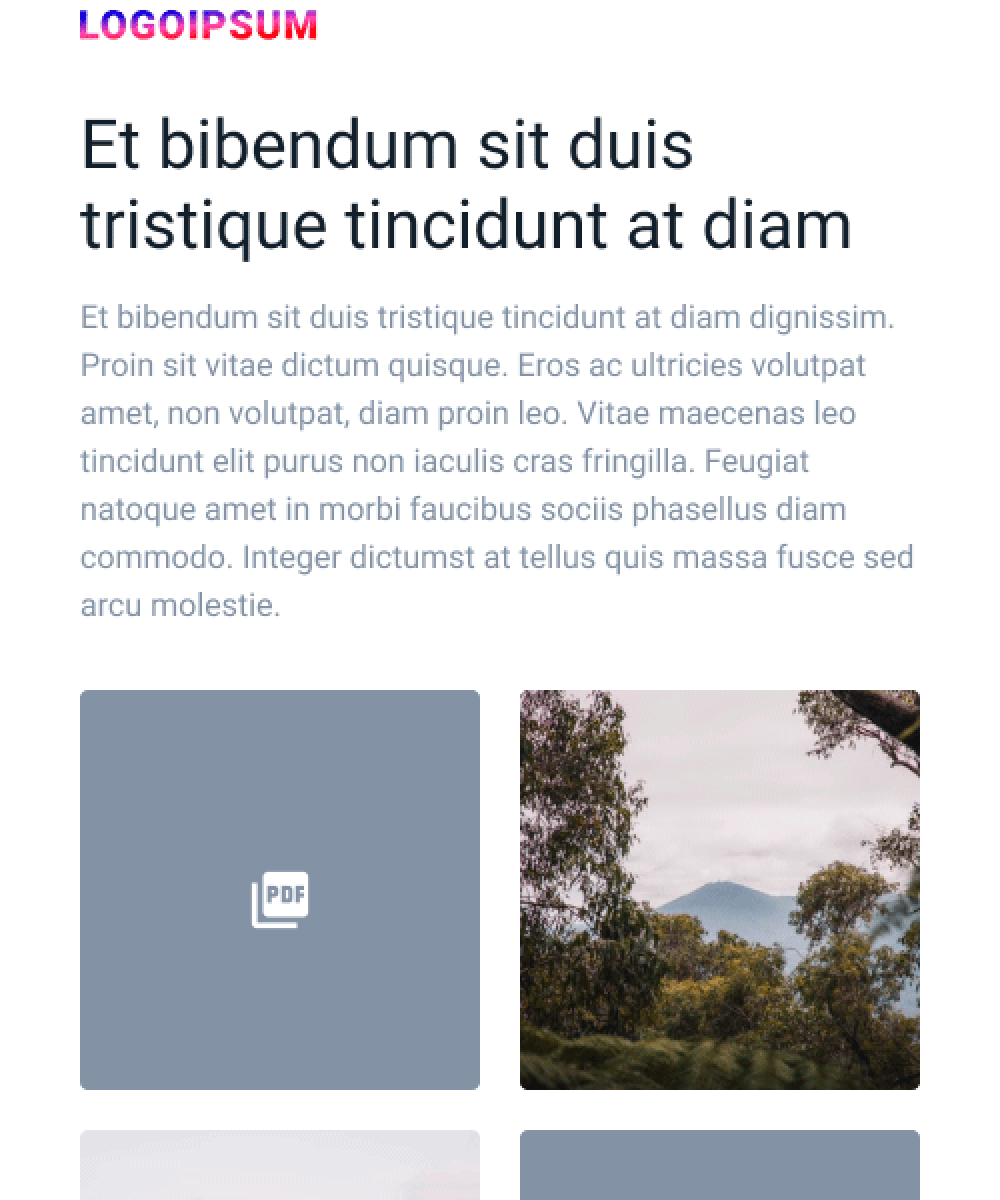 LOGOIPSUM
Et bibendum sit duis
tristique tincidunt at diam
Et bibendum sit duis tristique tincidunt at diam dignissim.
Proin sit vitae dictum quisque. Eros ac ultricies volutpat
amet, non volutpat, diam proin leo. Vitae maecenas leo
tincidunt elit purus non iaculis cras fringilla. Feugiat
natoque amet in morbi faucibus sociis phasellus diam
commodo. Integer dictumst at tellus quis massa fusce sed
arcu molestie.
PDF